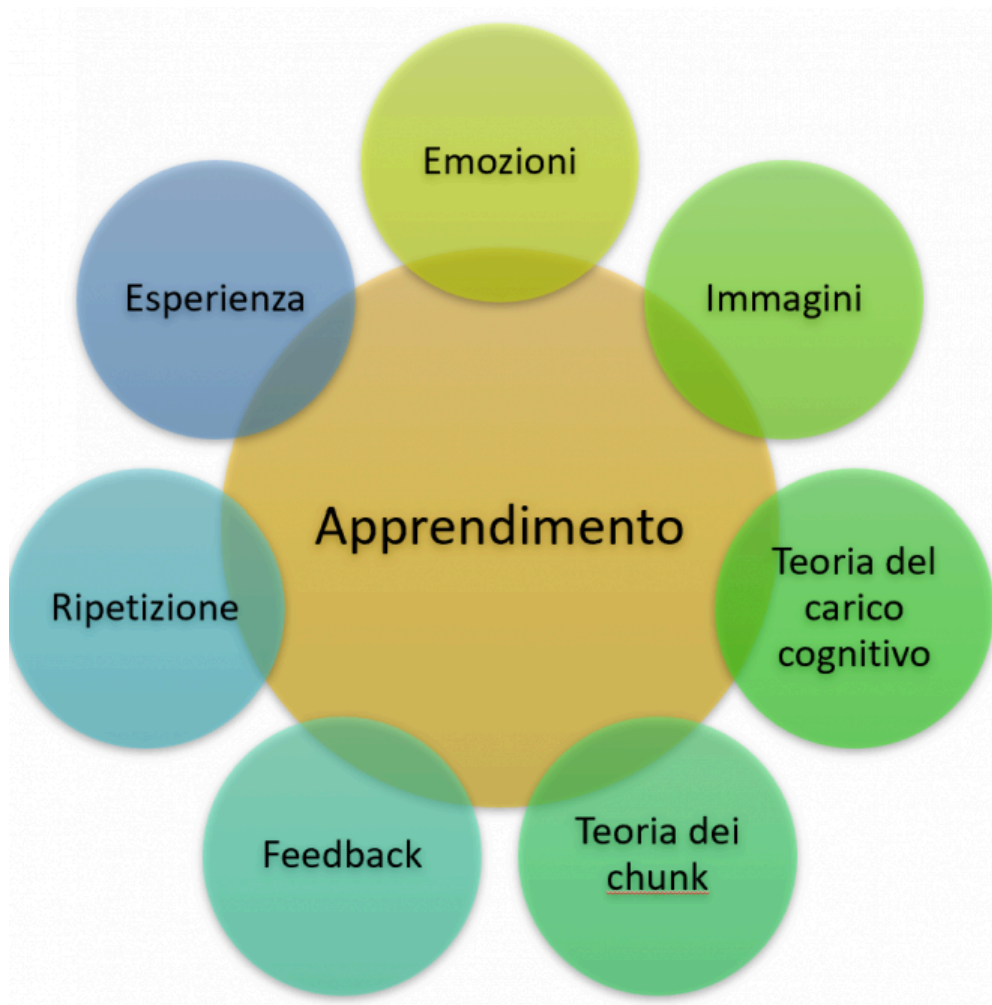 Emozioni
Immagini
Teoria del
carico
cognitivo
Teoria dei
chunk
Feedback
Ripetizione
Esperienza
Apprendimento